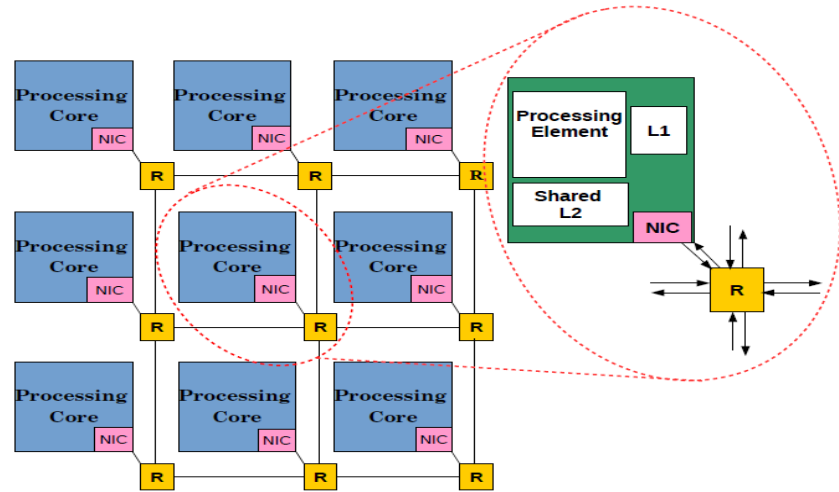 Processing
Core
NIC
Processing
Core
NIC
Processing
Core
NIC
R
R
R
Processing
Core
NIC
Processing
Core
NIC
Processing
Core
NIC
R
R
R
Processing
Core
NIC
Processing
Core
NIC
Processing
Core
NIC
R
R
R
Processing
Element
L1
Shared
L2
NIC
R